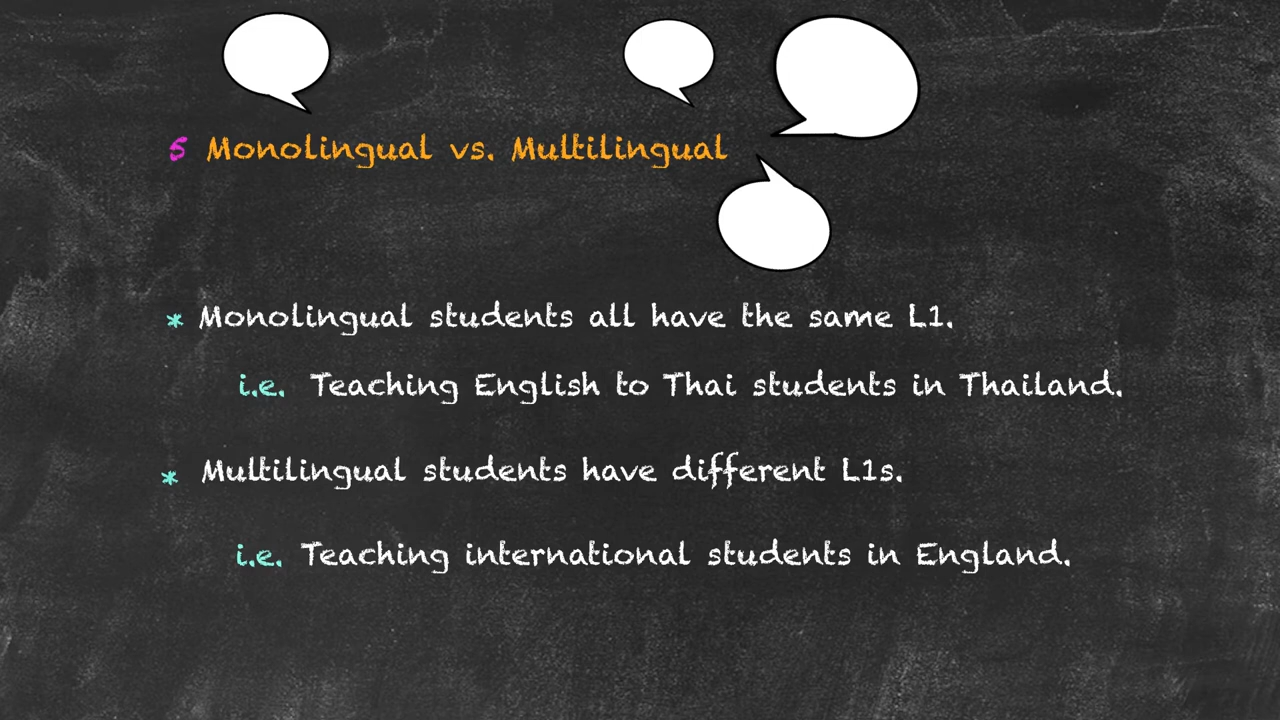 5 Monolingual vs. Multilingual
* Monolingual students all have the same L1.
i.e. Teaching English to Thai students in Thailand.
* Multilingual students have different L1s.
i.e. Teaching international students in England.